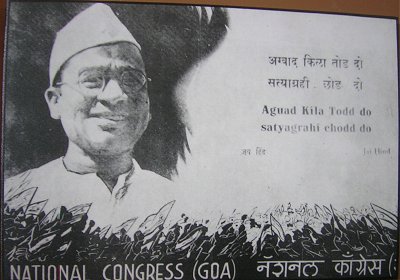 अग्वाद किला तोड दो
सत्याग्रही छोड दो
Aguad Kila Todd do
satyagrahi chodd do
जय हिंद Jai Hind
NATIONAL CONGRESS (GOA) नॅशनल काँग्रेस (